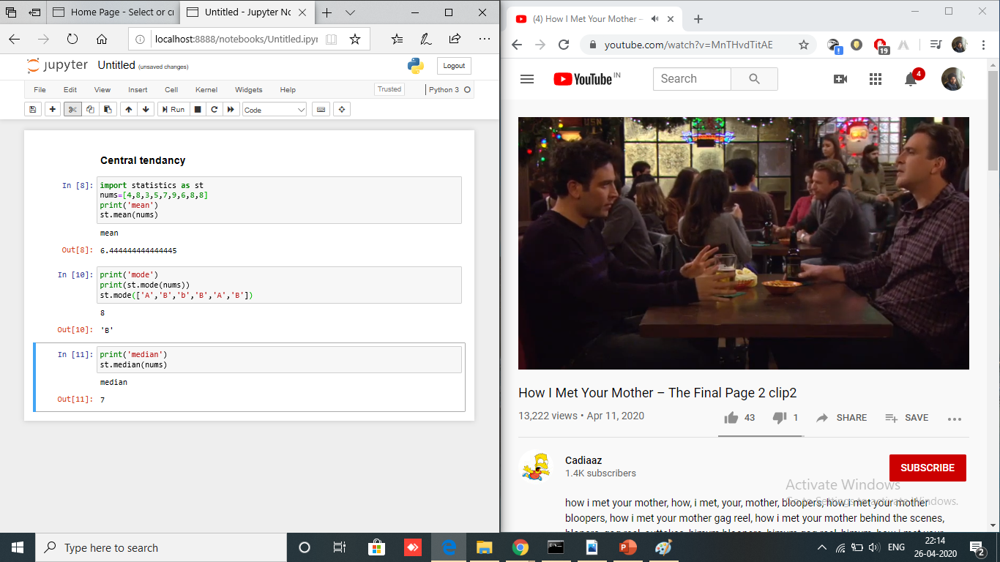 Home Page - Select or cr
Untitled - Jupyter No
localhost:8888/notebooks/Untitled.ipyn
jupyter Untitled (unsaved changes)
Logout
File Edit View Insert Cell Kernel Widgets Help
Trusted
Python 3
Run
Code
Central tendancy
In [8]: import statistics as st
nums=[4,8,3,5,7,9,6,8,8]
print('mean')
st.mean(nums)
mean
Out[8]: 6.444444444444445
In [10]: print('mode')
print(st.mode(nums))
st.mode(['A','B','b','B','A','B'])
8
Out[10]: 'B'
In [11]: print('median')
st.median(nums)
median
Out[11]: 7
(4) How I Met Your Mother –
youtube.com/watch?v=MnTHvdTitAE
19
YouTube IN
Search
4
How I Met Your Mother – The Final Page 2 clip2
13,222 views • Apr 11, 2020
43
1
SHARE
SAVE
Cadiaaz
1.4K subscribers
SUBSCRIBE
Activate Windows
Go to Settings to activate Windows.
how i met your mother, how, i met, your, mother, bloopers, how i met your mother
bloopers, how i met your mother gag reel, how i met your mother behind the scenes,
Type here to search
ENG
22:14
26-04-2020
2